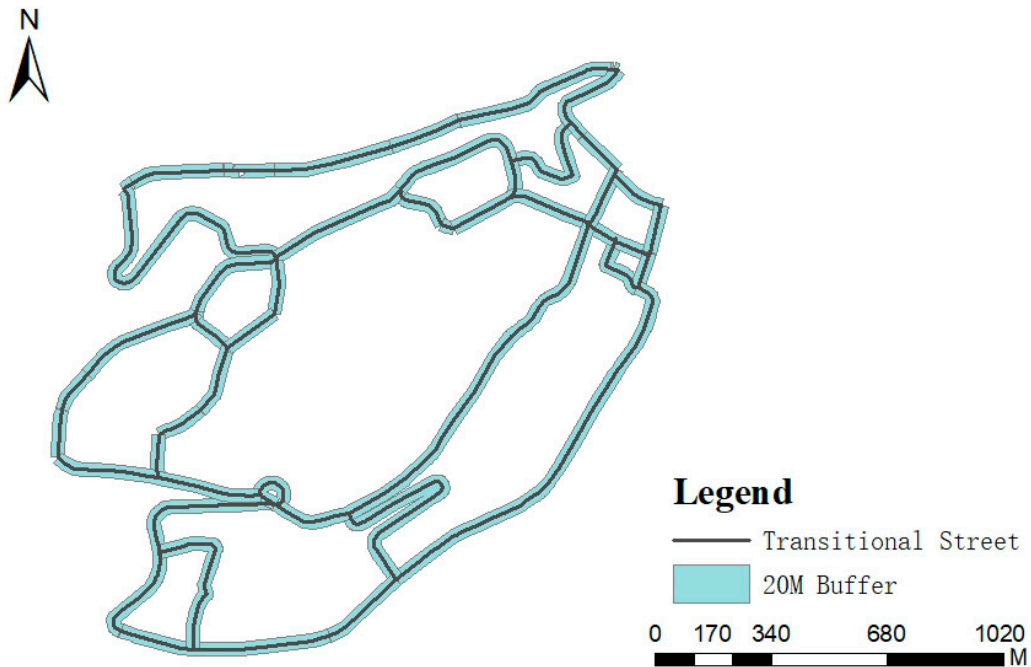 N
Legend
Transitional Street
20M Buffer
0 170 340 680 1020
M